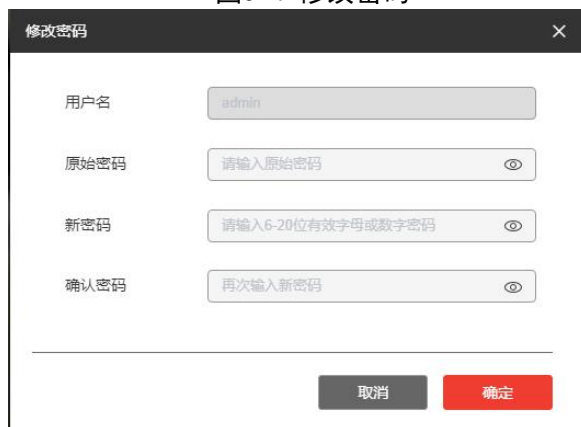 修改密码
用户名
admin
原始密码
请输入原始密码
新密码
请输入6-20位有效字母或数字密码
确认密码
再次输入新密码
取消
确定